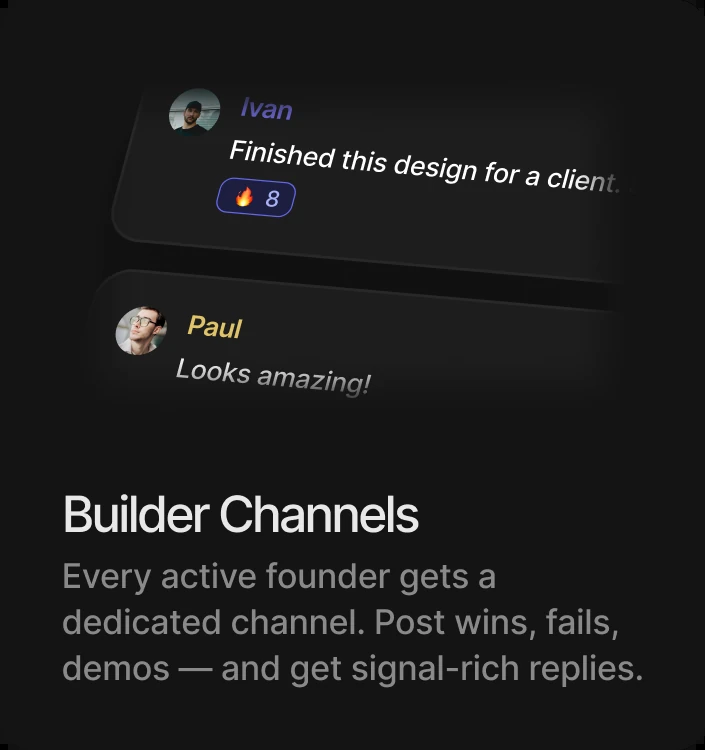 Ivan
Finished this design for a client.
🔥 8
Paul
Looks amazing!
Builder Channels
Every active founder gets a
dedicated channel. Post wins, fails,
demos — and get signal-rich replies.